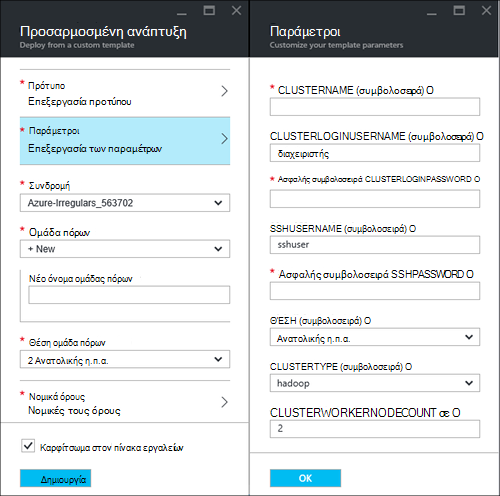 Προσαρμοσμένη ανάπτυξη
Deploy from a custom template
* Πρότυπο
Επεξεργασία προτύπου
* Παράμετροι
Επεξεργασία των παραμέτρων
* Συνδρομή
Azure-Irregulars_563702
* Ομάδα πόρων
+ New
Νέο όνομα ομάδας πόρων
* Θέση ομάδα πόρων
2 Ανατολικής η.π.α.
* Νομικά όρους
Νομικές τους όρους
Καρφίτσωμα στον πίνακα εργαλείων
Δημιουργία
Παράμετροι
Customize your template parameters
* CLUSTERNAME (συμβολοσειρά) Ο
CLUSTERLOGINUSERNAME (συμβολοσειρά) Ο
διαχειριστής
* Ασφαλής συμβολοσειρά CLUSTERLOGINPASSWORD Ο
SSHUSERNAME (συμβολοσειρά) Ο
sshuser
* Ασφαλής συμβολοσειρά SSHPASSWORD Ο
ΘΈΣΗ (συμβολοσειρά) Ο
Ανατολικής η.π.α.
CLUSTERTYPE (συμβολοσειρά) Ο
hadoop
CLUSTERWORKERNODECOUNT σε Ο
2
OK